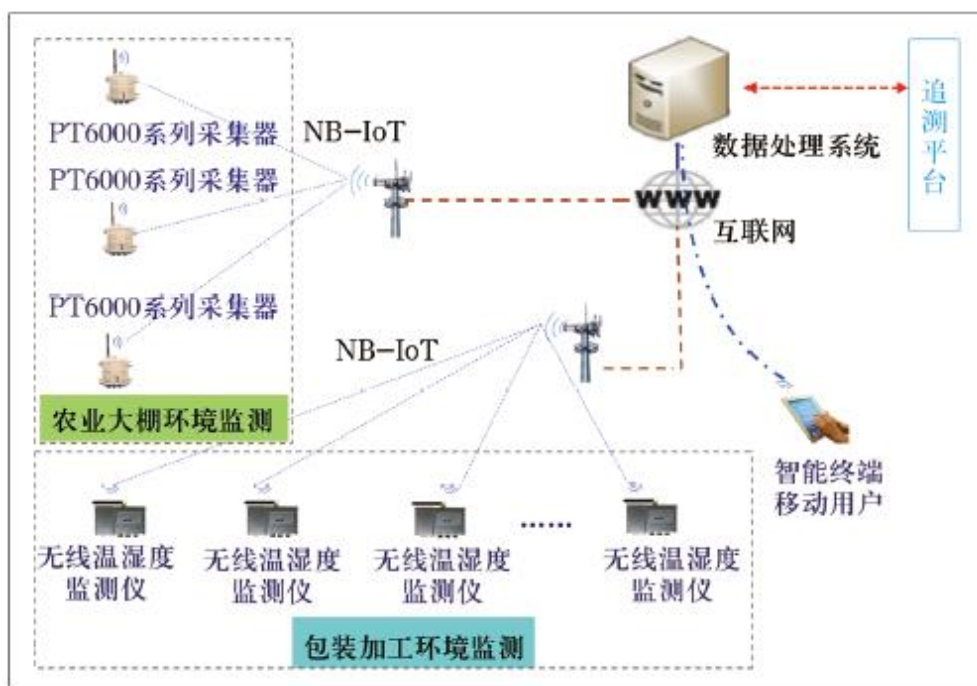 PT6000系列采集器
PT6000系列采集器
PT6000系列采集器
农业大棚环境监测
NB-IoT
NB-IoT
数据处理系统
WWW
互联网
追溯平台
智能终端
移动用户
无线温湿度
监测仪
无线温湿度
监测仪
无线温湿度
监测仪
······
无线温湿度
监测仪
包装加工环境监测